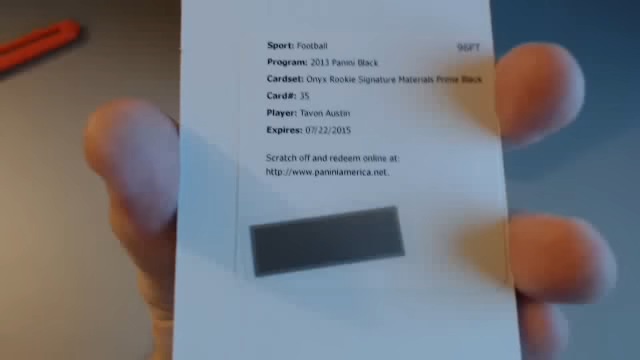 Sport: Football
96FT
Program: 2013 Panini Black
Cardset: Onyx Rookie Signature Materials Prime Black
Card#: 35
Player: Tavon Austin
Expires: 07/22/2015
Scratch off and redeem online at:
http://www.paniniamerica.net.